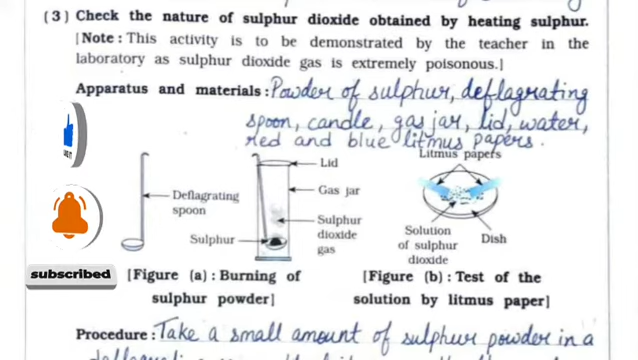 (3) Check the nature of sulphur dioxide obtained by heating sulphur.
[Note: This activity is to be demonstrated by the teacher in the
laboratory as sulphur dioxide gas is extremely poisonous.]
Apparatus and materials: Powder of sulphur, deflagrating
spoon, candle, gas jar, lid, water,
red and blue litmus papers.
Litmus papers
Lid
Deflagrating
spoon
Gas jar
Sulphur
dioxide
gas
Sulphur
Solution
of sulphur
dioxide
Dish
subscribed
[Figure (a): Burning of
sulphur powder]
[Figure (b): Test of the
solution by litmus paper]
Procedure: Take a small amount of sulphur powder in a